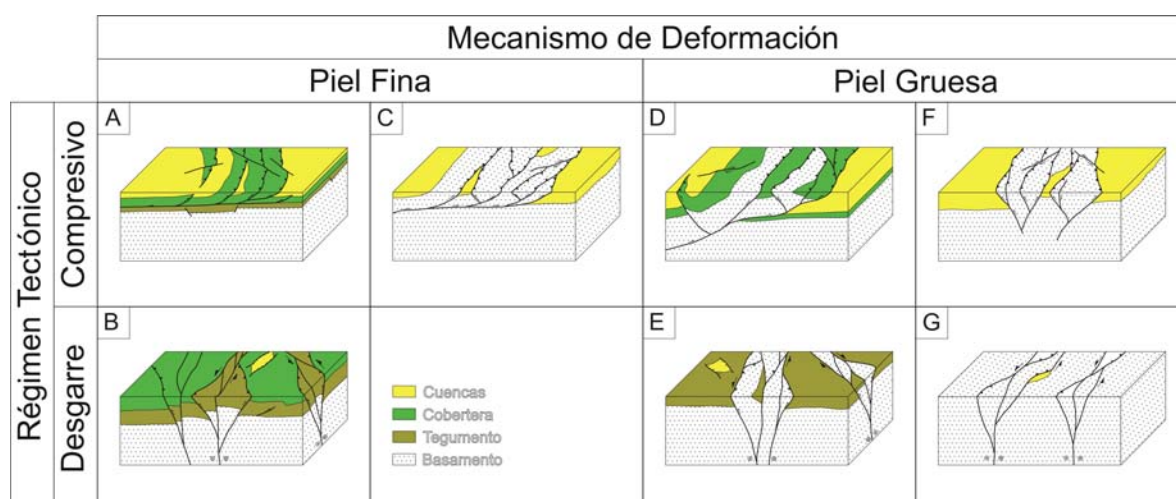 Mecanismo de Deformación
Piel Fina
Piel Gruesa
Régimen Tectónico
Compresivo
A
C
D
F
Desgarre
B
E
G
Cuencas
Cobertera
Tegumento
Basamento